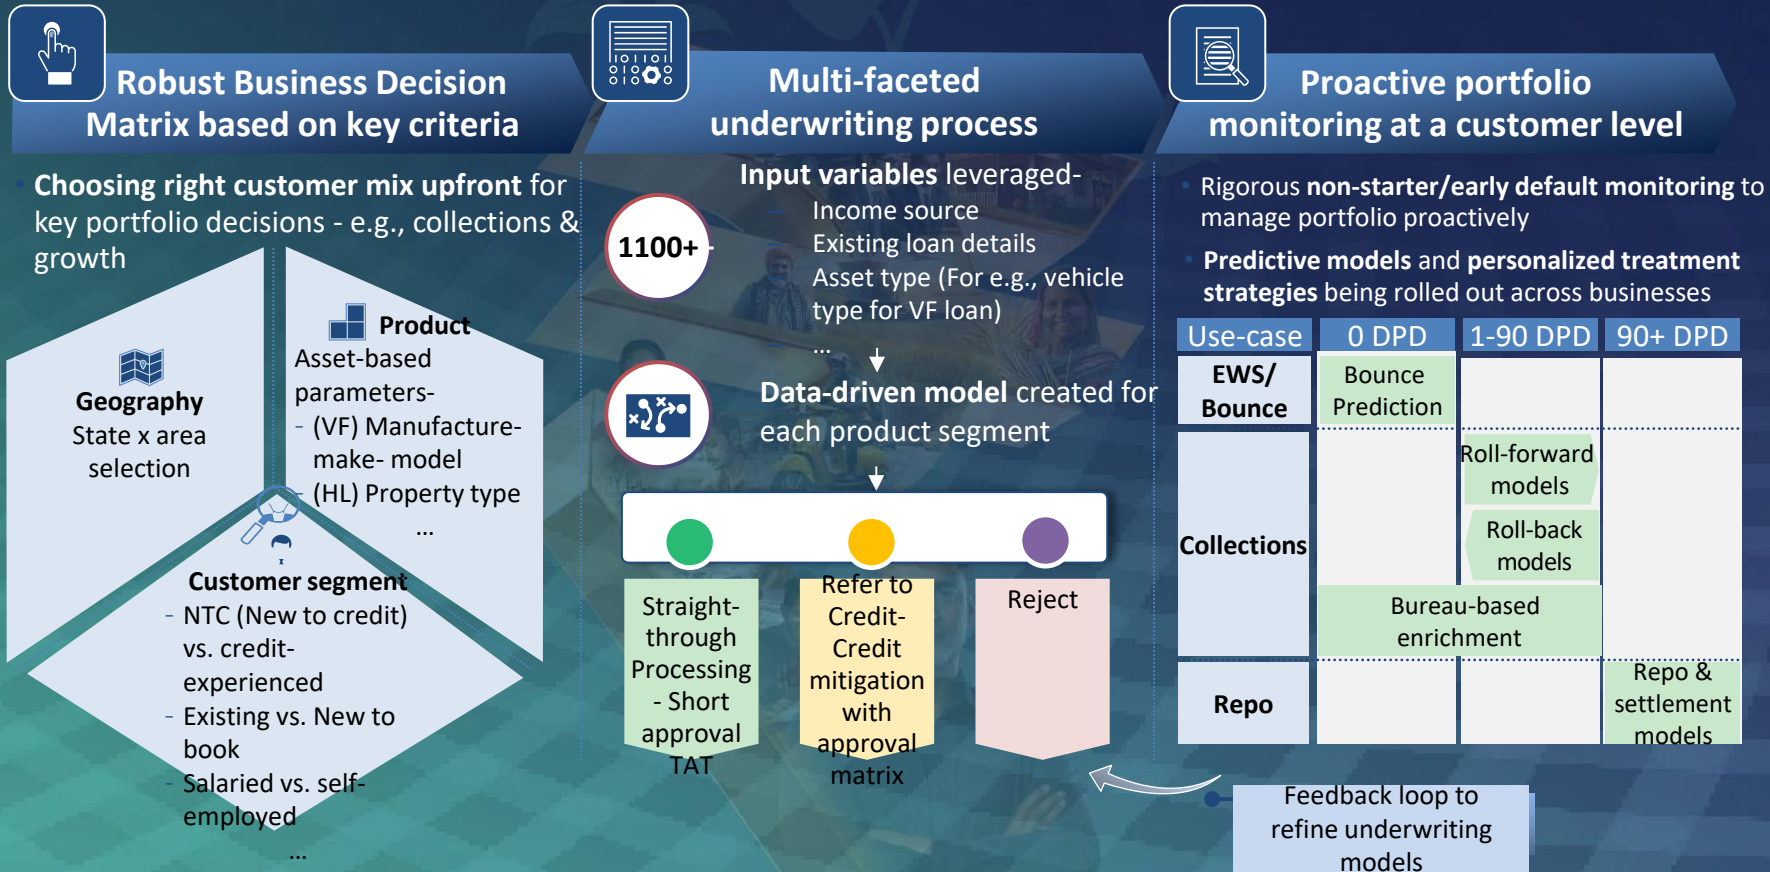 Robust Business Decision
Matrix based on key criteria
• Choosing right customer mix upfront for
key portfolio decisions - e.g., collections &
growth
Geography
State x area
selection
Product
Asset-based
parameters-
- (VF) Manufacture-
make- model
- (HL) Property type
...
Customer segment
- NTC (New to credit)
vs. credit-
experienced
- Existing vs. New to
book
- Salaried vs. self-
employed
...
Multi-faceted
underwriting process
1100+
Input variables leveraged-
Income source
Existing loan details
Asset type (For e.g., vehicle
type for VF loan)
...
Data-driven model created for
each product segment
Straight-
through
Processing
- Short
approval
TAT
Refer to
Credit-
Credit
mitigation
with
approval
matrix
Reject
Proactive portfolio
monitoring at a customer level
• Rigorous non-starter/early default monitoring to
manage portfolio proactively
• Predictive models and personalized treatment
strategies being rolled out across businesses
Use-case 0 DPD 1-90 DPD 90+ DPD
EWS/
Bounce
Bounce
Prediction
Collections
Roll-forward
models
Roll-back
models
Bureau-based
enrichment
Repo
Repo &
settlement
models
Feedback loop to
refine underwriting
models